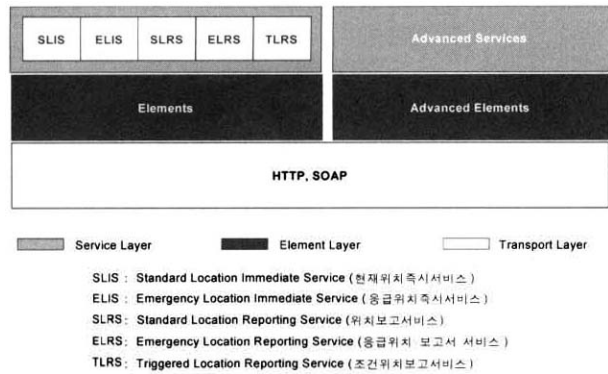 SLIS ELIS SLRS ELRS TLRS Advanced Services
Elements Advanced Elements
HTTP, SOAP
Service Layer Element Layer Transport Layer
SLIS : Standard Location Immediate Service (현재위치즉시서비스)
ELIS : Emergency Location Immediate Service (응급위치즉시서비스)
SLRS : Standard Location Reporting Service (위치보고서비스)
ELRS : Emergency Location Reporting Service (응급위치 보고서 서비스)
TLRS : Triggered Location Reporting Service (조건위치보고서비스)